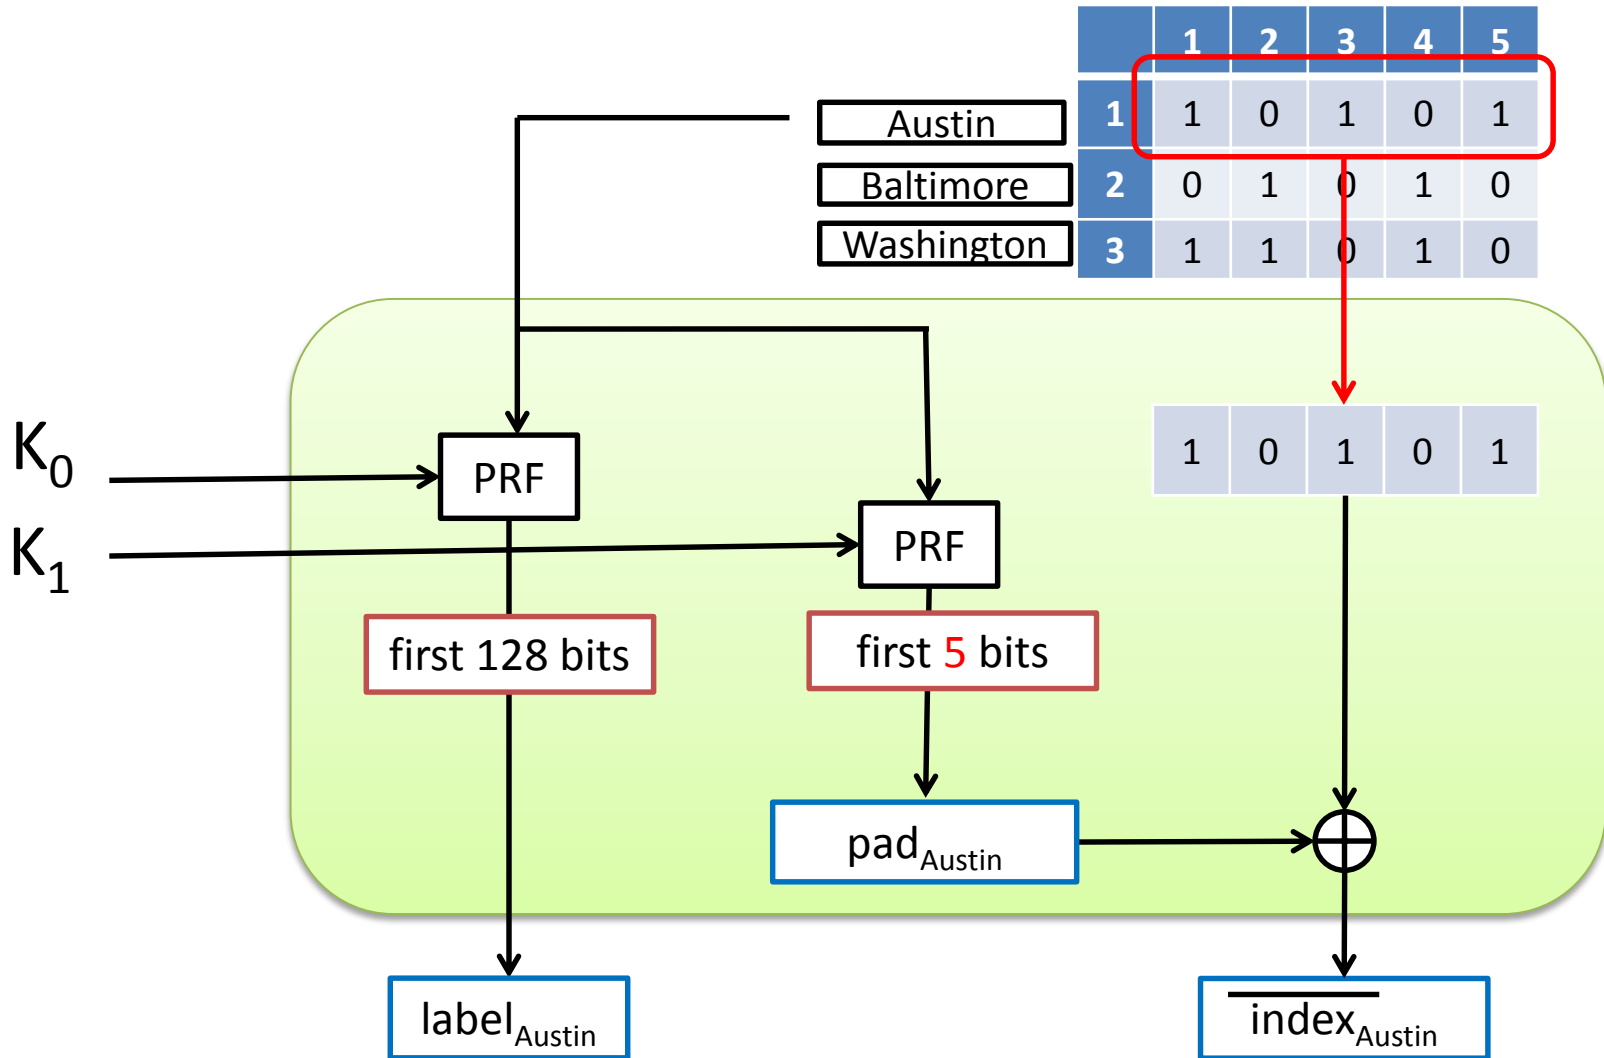 1 2 3 4 5
Austin 1 1 0 1 0 1
Baltimore 2 0 1 0 1 0
Washington 3 1 1 0 1 0
K0
K1
PRF
1 0 1 0 1
PRF
first 128 bits
first 5 bits
padAustin
labelAustin
indexAustin